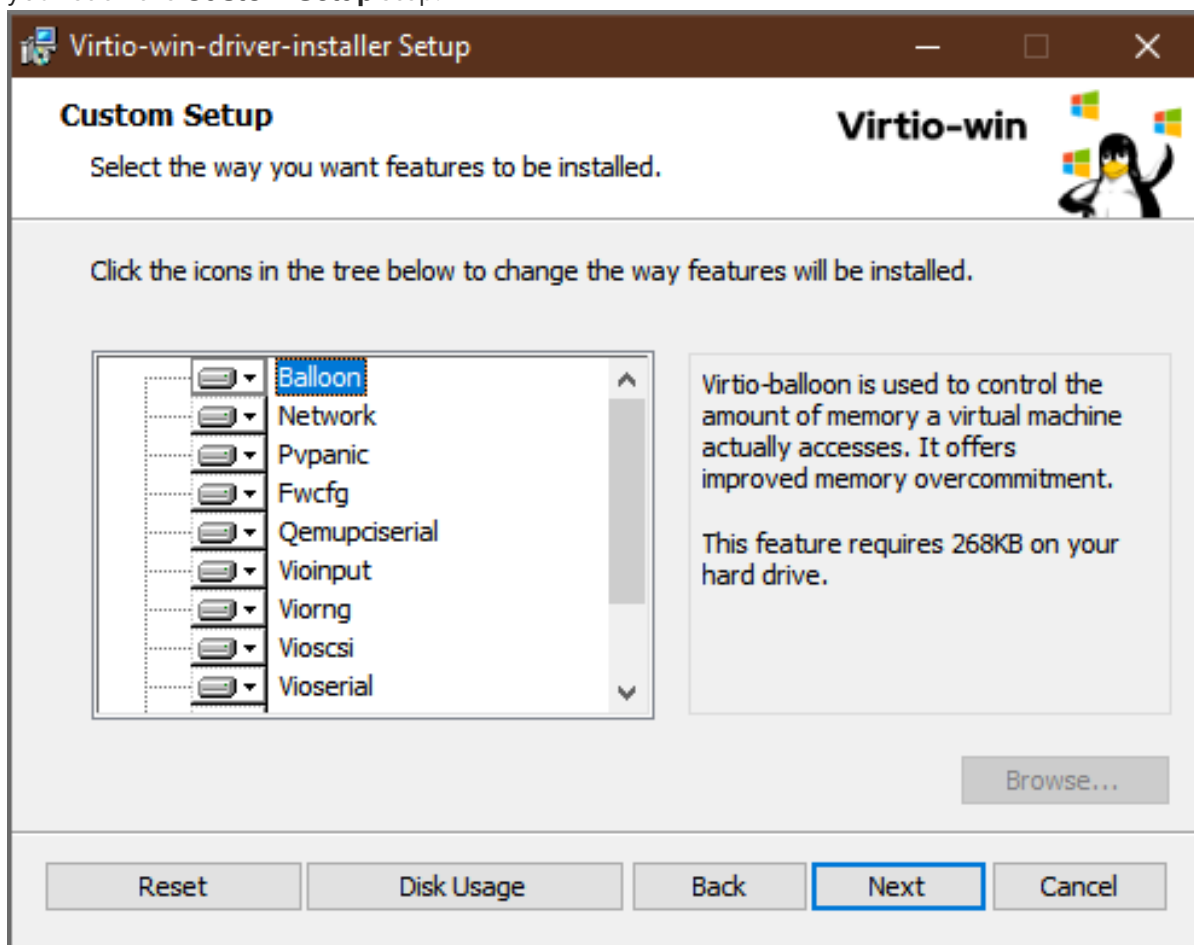 Virtio-win-driver-installer Setup
Custom Setup
Virtio-win
Select the way you want features to be installed.
Click the icons in the tree below to change the way features will be installed.
Balloon
Network
Pvpanic
Fwcfg
Qemupciserial
Vioinput
Viorng
Vioscsi
Vioserial
Virtio-balloon is used to control the
amount of memory a virtual machine
actually accesses. It offers
improved memory overcommitment.
This feature requires 268KB on your
hard drive.
Browse...
Reset
Disk Usage
Back
Next
Cancel